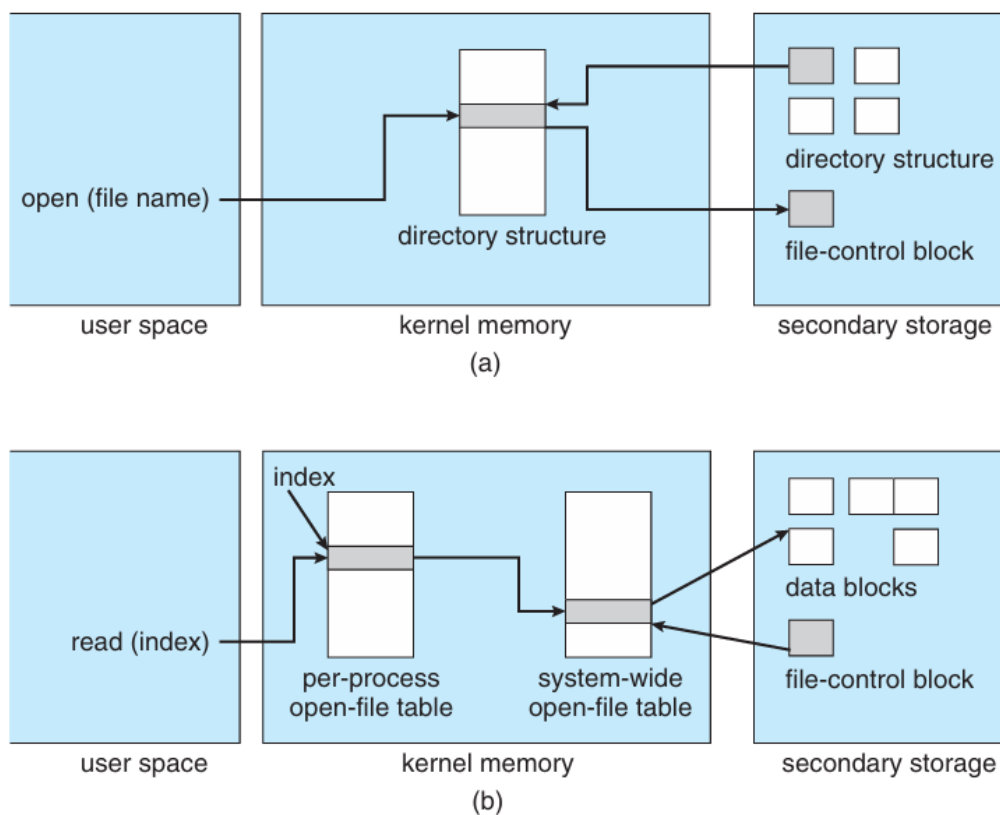 open (file name)
directory structure
directory structure
file-control block
user space
kernel memory
secondary storage
(a)
index
read (index)
per-process
open-file table
system-wide
open-file table
data blocks
file-control block
user space
kernel memory
secondary storage
(b)